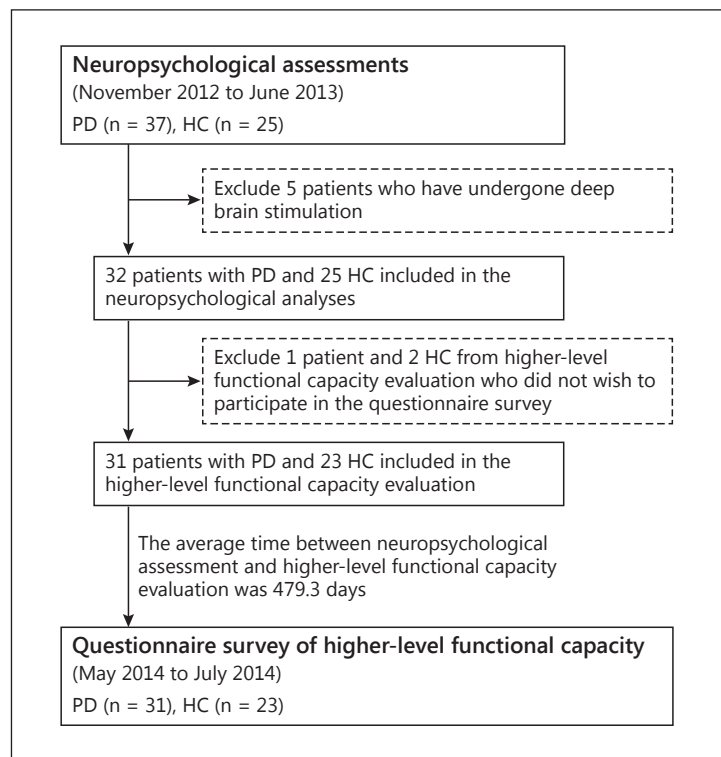 Neuropsychological assessments
(November 2012 to June 2013)
PD (n = 37), HC (n = 25)
Exclude 5 patients who have undergone deep
brain stimulation
32 patients with PD and 25 HC included in the
neuropsychological analyses
Exclude 1 patient and 2 HC from higher-level
functional capacity evaluation who did not wish to
participate in the questionnaire survey
31 patients with PD and 23 HC included in the
higher-level functional capacity evaluation
The average time between neuropsychological
assessment and higher-level functional capacity
evaluation was 479.3 days
Questionnaire survey of higher-level functional capacity
(May 2014 to July 2014)
PD (n = 31), HC (n = 23)